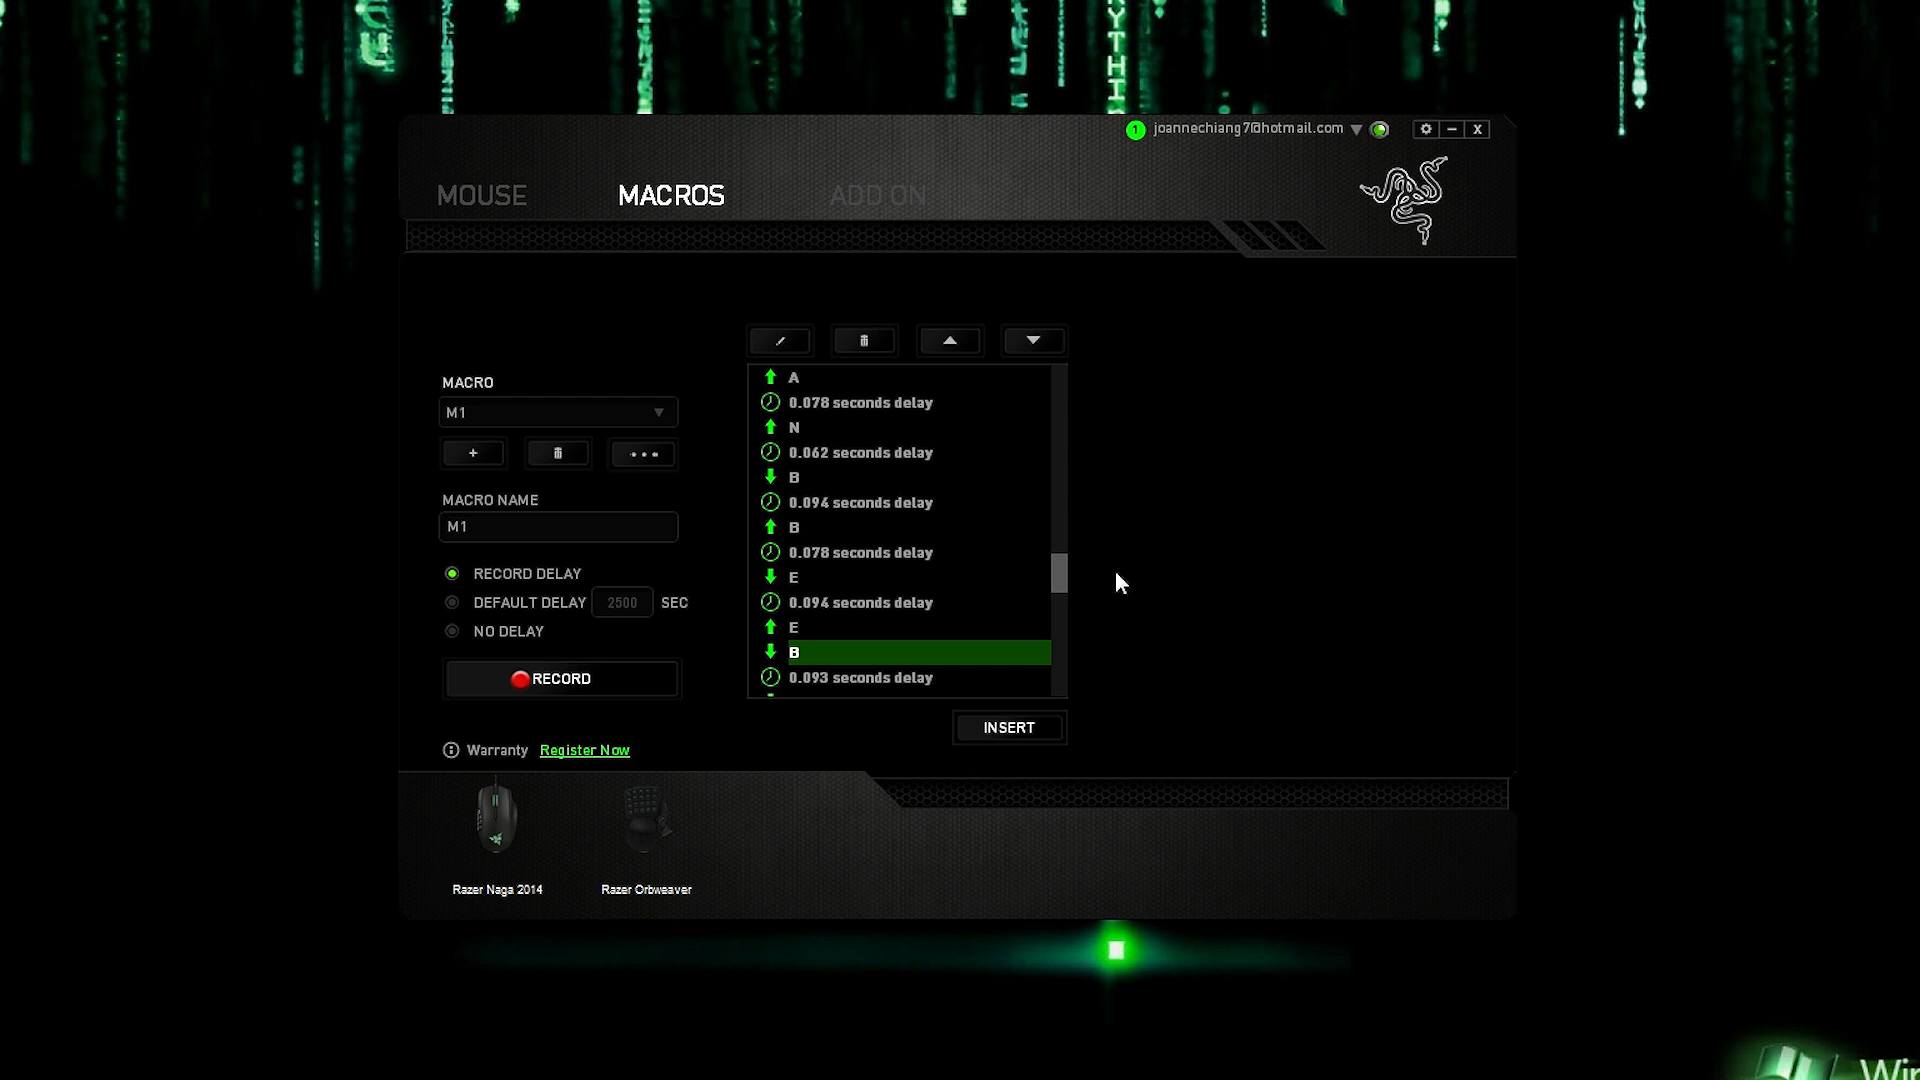 YTHI
1 joannechiang7@hotmail.com
X
MOUSE MACROS ADD ON
MACRO
M1
MACRO NAME
M1
RECORD DELAY
DEFAULT DELAY 2500 SEC
NO DELAY
RECORD
Warranty Register Now
A
0.078 seconds delay
N
0.062 seconds delay
B
0.094 seconds delay
B
0.078 seconds delay
E
0.094 seconds delay
E
B
0.093 seconds delay
INSERT
Razer Naga 2014
Razer Orbweaver